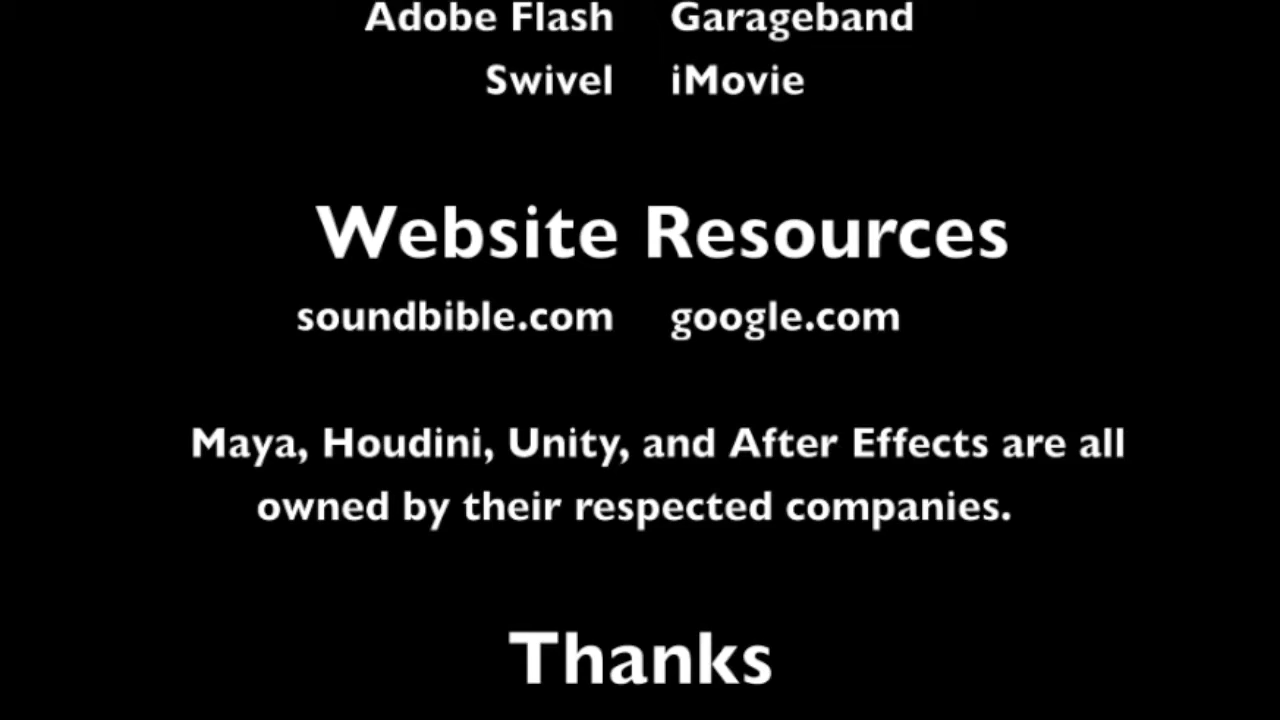 Adobe Flash Garageband
Swivel iMovie
Website Resources
soundbible.com google.com
Maya, Houdini, Unity, and After Effects are all
owned by their respected companies.
Thanks